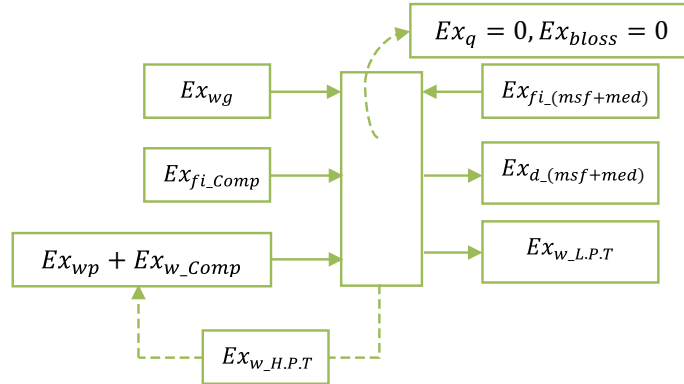 Ex_q = 0, Ex_bloss = 0
Ex_wg
Ex_fi_(msf+med)
Ex_fi_Comp
Ex_d_(msf+med)
Ex_wp + Ex_w_Comp
Ex_w_L.P.T
Ex_w_H.P.T